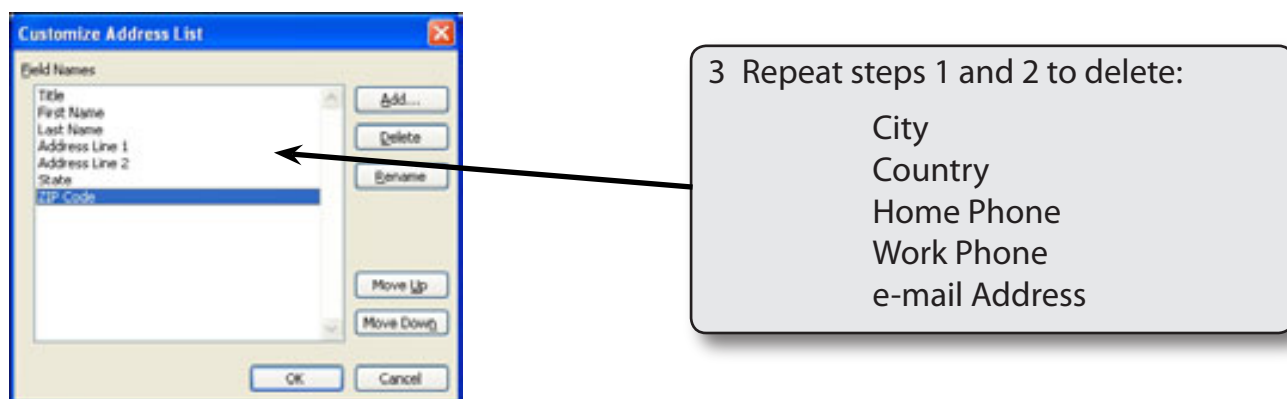 Customize Address List
Field Names
Title
First Name
Last Name
Address Line 1
Address Line 2
State
ZIP Code
Add...
Delete
Rename
Move Up
Move Down
OK
Cancel
3 Repeat steps 1 and 2 to delete:
City
Country
Home Phone
Work Phone
e-mail Address